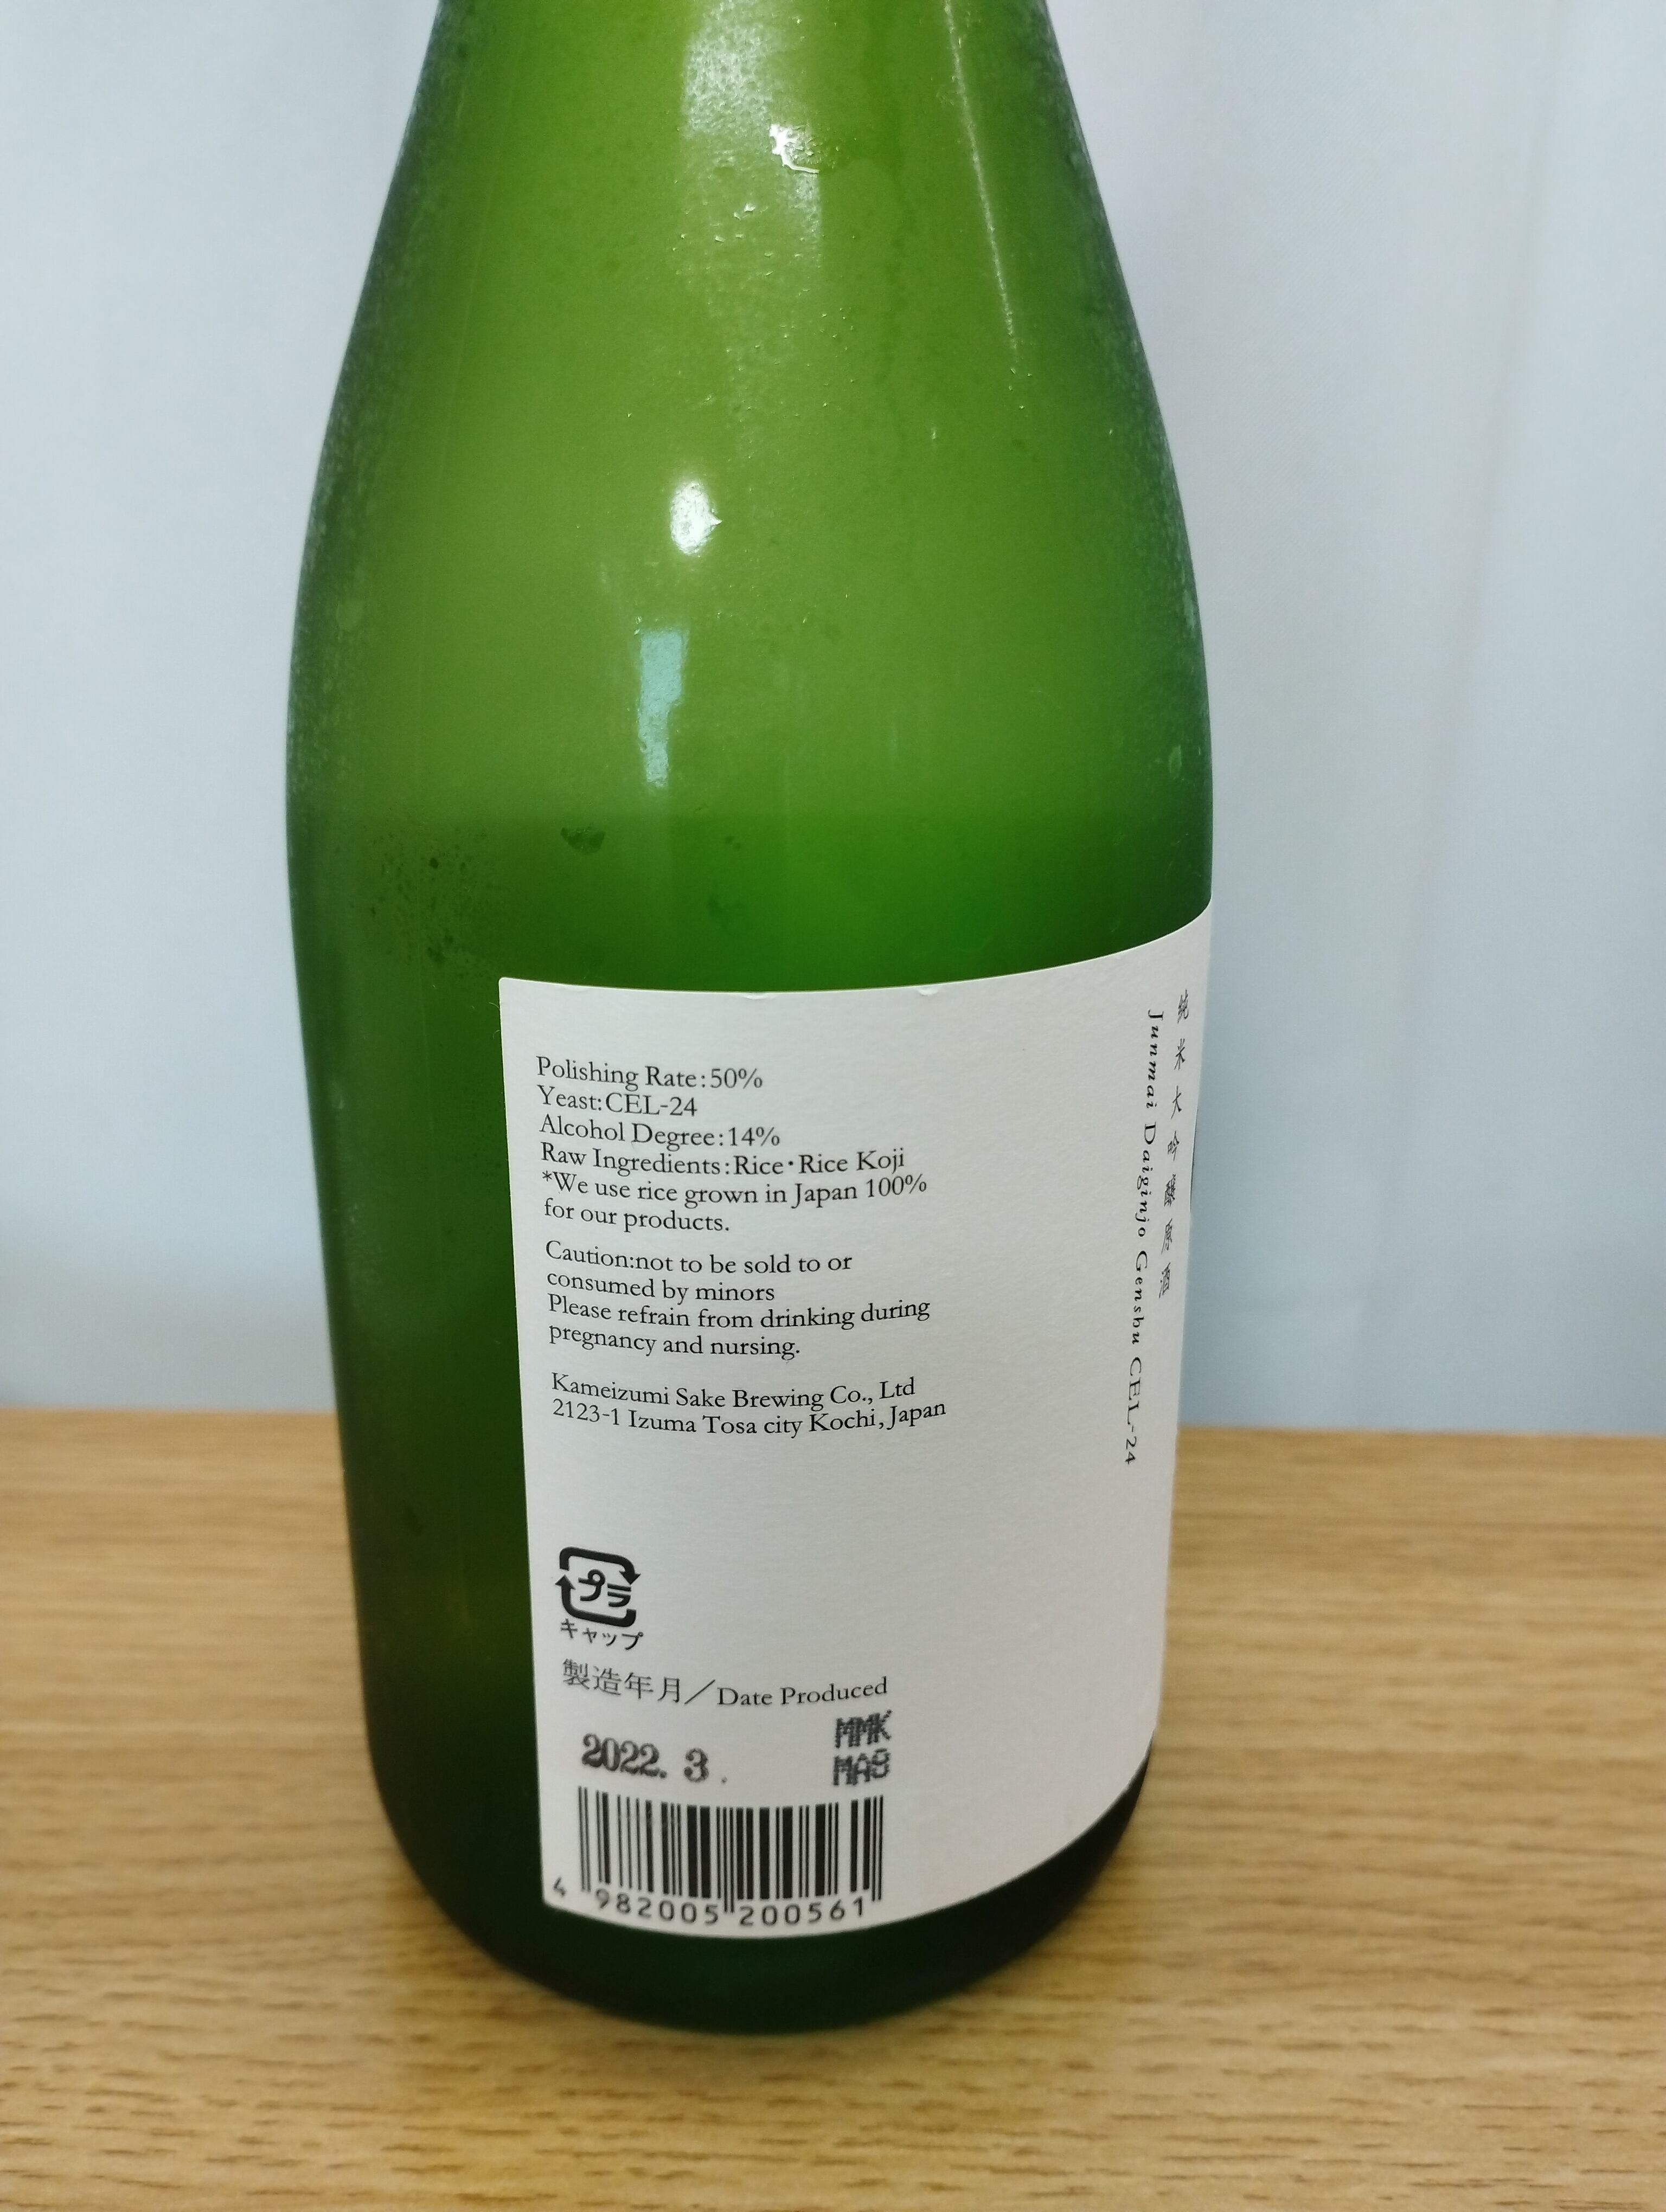 Polishing Rate:50%
Yeast:CEL-24
Alcohol Degree:14%
Raw Ingredients:Rice・Rice Koji
*We use rice grown in Japan 100%
for our products.
Caution:not to be sold to or
consumed by minors
Please refrain from drinking during
pregnancy and nursing.
Kameizumi Sake Brewing Co., Ltd
2123-1 Izuma Tosa city Kochi, Japan
プラ
キャップ
製造年月／Date Produced
2022. 3.
MMK
MA9
4 982005 200561
純米大吟醸原酒
Junmai Daiginjo Genshu CEL-24